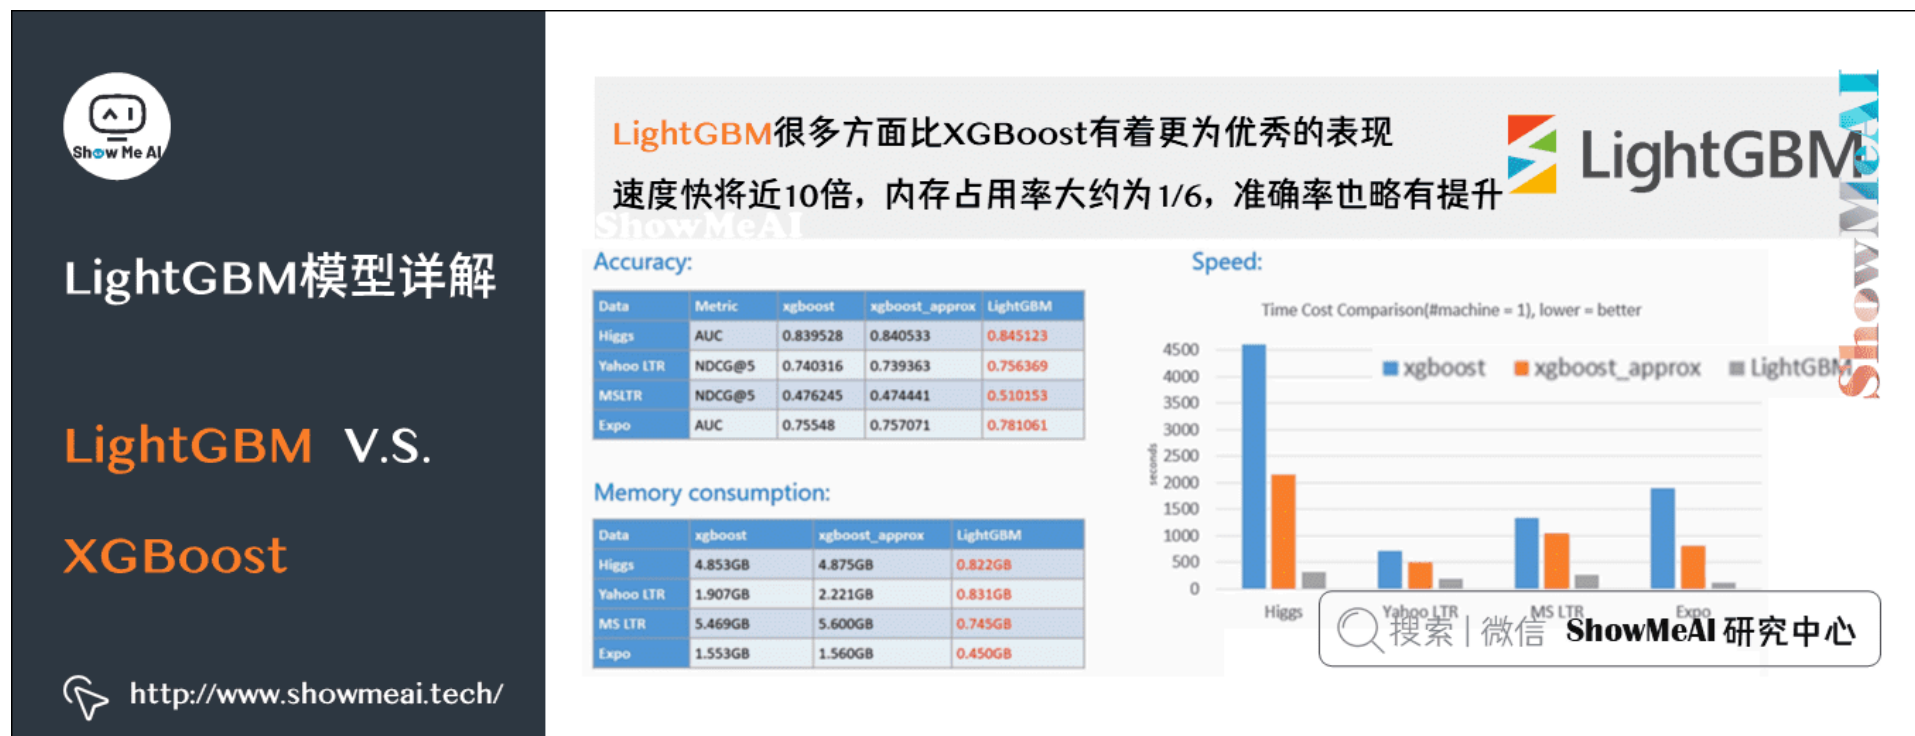 Show Me AI
LightGBM模型详解
LightGBM V.S.
XGBoost
http://www.showmeai.tech/
LightGBM很多方面比XGBoost有着更为优秀的表现
速度快将近10倍，内存占用率大约为1/6，准确率也略有提升
LightGBM
ShowMeAI
ShowMeAI
Accuracy:
Data Metric xgboost xgboost_approx LightGBM
Higgs AUC 0.839528 0.840533 0.845123
Yahoo LTR NDCG@5 0.740316 0.739363 0.756369
MSLTR NDCG@5 0.476245 0.474441 0.510153
Expo AUC 0.75548 0.757071 0.781061
Memory consumption:
Data xgboost xgboost_approx LightGBM
Higgs 4.853GB 4.875GB 0.822GB
Yahoo LTR 1.907GB 2.221GB 0.831GB
MS LTR 5.469GB 5.600GB 0.745GB
Expo 1.553GB 1.560GB 0.450GB
Speed:
Time Cost Comparison(#machine = 1), lower = better
xgboost xgboost_approx LightGBM
seconds
4500
4000
3500
3000
2500
2000
1500
1000
500
0
Higgs Yahoo LTR MS LTR Expo
搜索 | 微信 ShowMeAI 研究中心